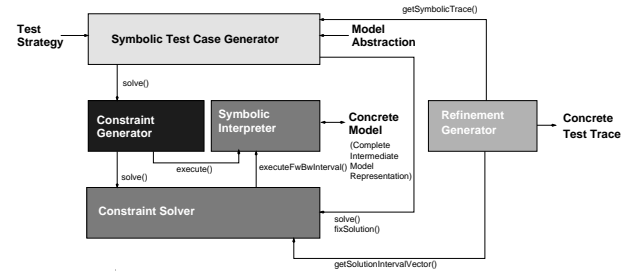 getSymbolicTrace()
Test
Strategy
Symbolic Test Case Generator
Model
Abstraction
solve()
Constraint
Generator
Symbolic
Interpreter
Concrete
Model
(Complete
Intermediate
Model
Representation)
Refinement
Generator
Concrete
Test Trace
execute()
executeFwBwInterval()
solve()
Constraint Solver
solve()
fixSolution()
getSolutionIntervalVector()